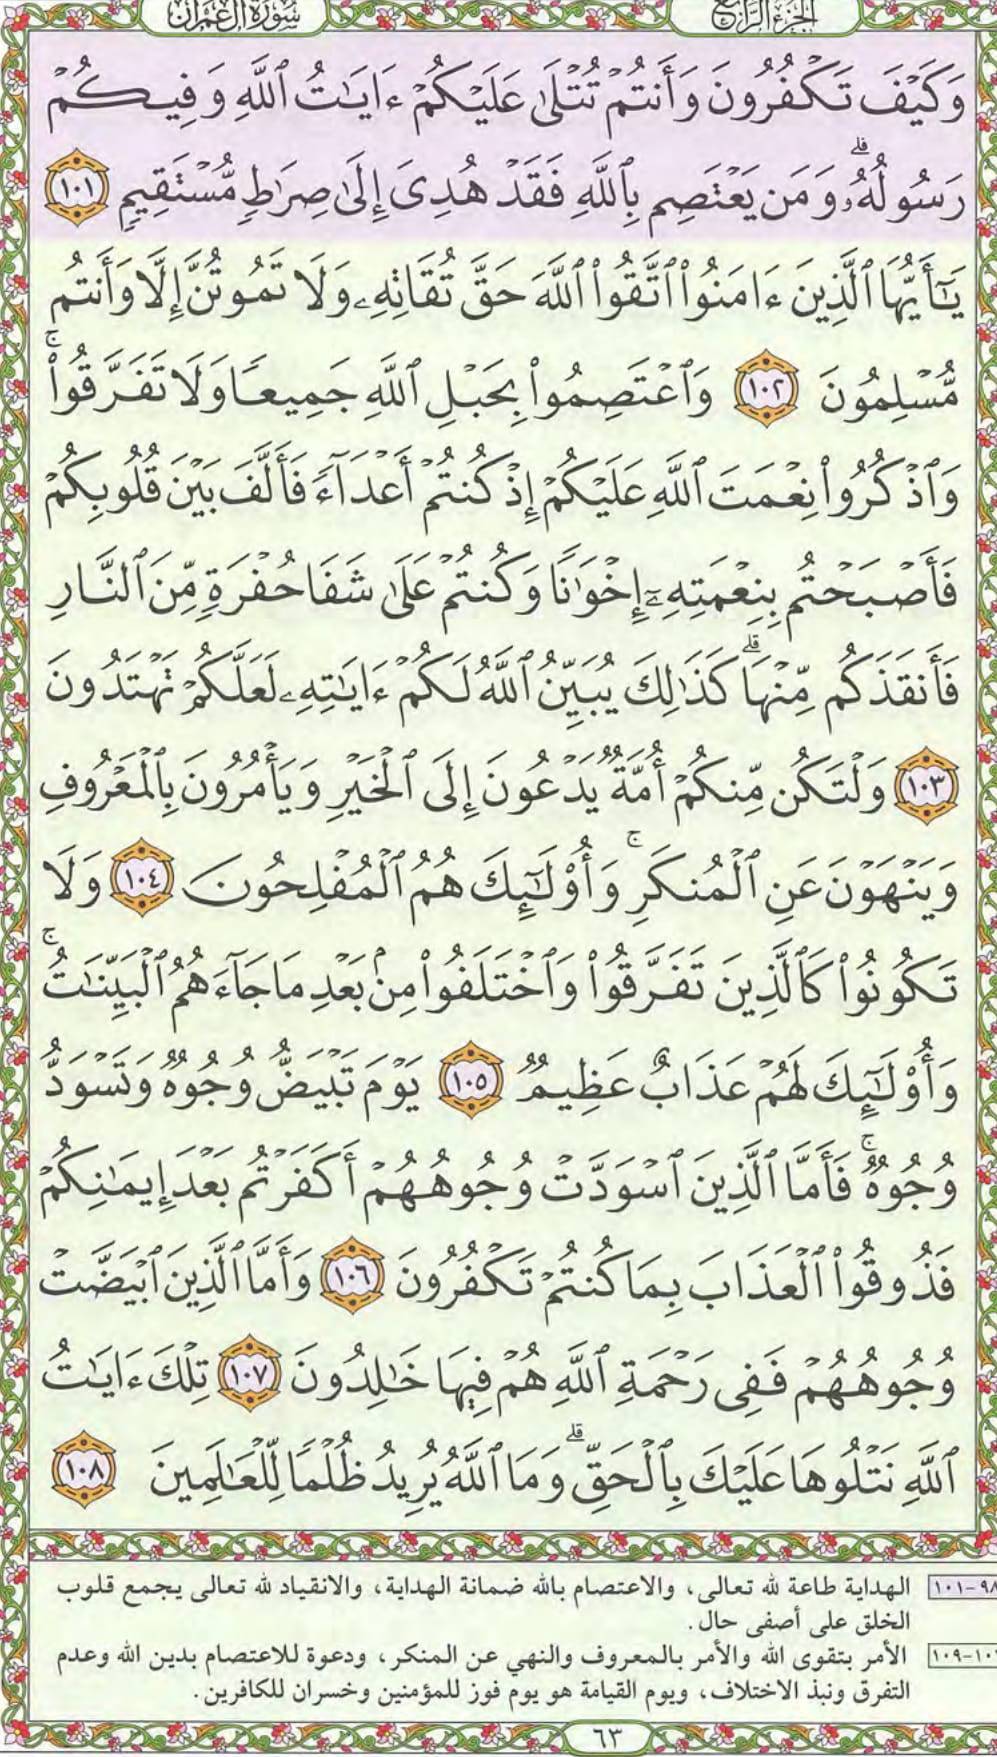 الجزء الرابع
سورة آل عمران
وَكَيْفَ تَكْفُرُونَ وَأَنتُمْ تُتْلَىٰ عَلَيْكُمْ ءَايَٰتُ ٱللَّهِ وَفِيكُمْ
رَسُولُهُۥ ۗ وَمَن يَعْتَصِم بِٱللَّهِ فَقَدْ هُدِىَ إِلَىٰ صِرَٰطٍ مُّسْتَقِيمٍ ١٠١
يَٰٓأَيُّهَا ٱلَّذِينَ ءَامَنُوا۟ ٱتَّقُوا۟ ٱللَّهَ حَقَّ تُقَاتِهِۦ وَلَا تَمُوتُنَّ إِلَّا وَأَنتُم
مُّسْلِمُونَ ١٠٢ وَٱعْتَصِمُوا۟ بِحَبْلِ ٱللَّهِ جَمِيعًا وَلَا تَفَرَّقُوا۟ ۚ
وَٱذْكُرُوا۟ نِعْمَتَ ٱللَّهِ عَلَيْكُمْ إِذْ كُنتُمْ أَعْدَآءً فَأَلَّفَ بَيْنَ قُلُوبِكُمْ
فَأَصْبَحْتُم بِنِعْمَتِهِۦٓ إِخْوَٰنًا وَكُنتُمْ عَلَىٰ شَفَا حُفْرَةٍ مِّنَ ٱلنَّارِ
فَأَنقَذَكُم مِّنْهَا ۗ كَذَٰلِكَ يُبَيِّنُ ٱللَّهُ لَكُمْ ءَايَٰتِهِۦ لَعَلَّكُمْ تَهْتَدُونَ
١٠٣ وَلْتَكُن مِّنكُمْ أُمَّةٌ يَدْعُونَ إِلَى ٱلْخَيْرِ وَيَأْمُرُونَ بِٱلْمَعْرُوفِ
وَيَنْهَوْنَ عَنِ ٱلْمُنكَرِ ۚ وَأُو۟لَٰٓئِكَ هُمُ ٱلْمُفْلِحُونَ ١٠٤ وَلَا
تَكُونُوا۟ كَٱلَّذِينَ تَفَرَّقُوا۟ وَٱخْتَلَفُوا۟ مِنۢ بَعْدِ مَا جَآءَهُمُ ٱلْبَيِّنَٰتُ ۚ
وَأُو۟لَٰٓئِكَ لَهُمْ عَذَابٌ عَظِيمٌ ١٠٥ يَوْمَ تَبْيَضُّ وُجُوهٌ وَتَسْوَدُّ
وُجُوهٌ ۚ فَأَمَّا ٱلَّذِينَ ٱسْوَدَّتْ وُجُوهُهُمْ أَكَفَرْتُم بَعْدَ إِيمَٰنِكُمْ
فَذُوقُوا۟ ٱلْعَذَابَ بِمَا كُنتُمْ تَكْفُرُونَ ١٠٦ وَأَمَّا ٱلَّذِينَ ٱبْيَضَّتْ
وُجُوهُهُمْ فَفِى رَحْمَةِ ٱللَّهِ هُمْ فِيهَا خَٰلِدُونَ ١٠٧ تِلْكَ ءَايَٰتُ
ٱللَّهِ نَتْلُوهَا عَلَيْكَ بِٱلْحَقِّ ۗ وَمَا ٱللَّهُ يُرِيدُ ظُلْمًا لِّلْعَٰلَمِينَ ١٠٨
٩٨-١٠١ الهداية طاعة لله تعالى، والاعتصام بالله ضمانة الهداية، والانقياد لله تعالى يجمع قلوب
الخلق على أصفى حال.
١٠٢-١٠٩ الأمر بتقوى الله والأمر بالمعروف والنهي عن المنكر، ودعوة للاعتصام بدين الله وعدم
التفرق ونبذ الاختلاف، ويوم القيامة هو يوم فوز للمؤمنين وخسران للكافرين.
٦٣